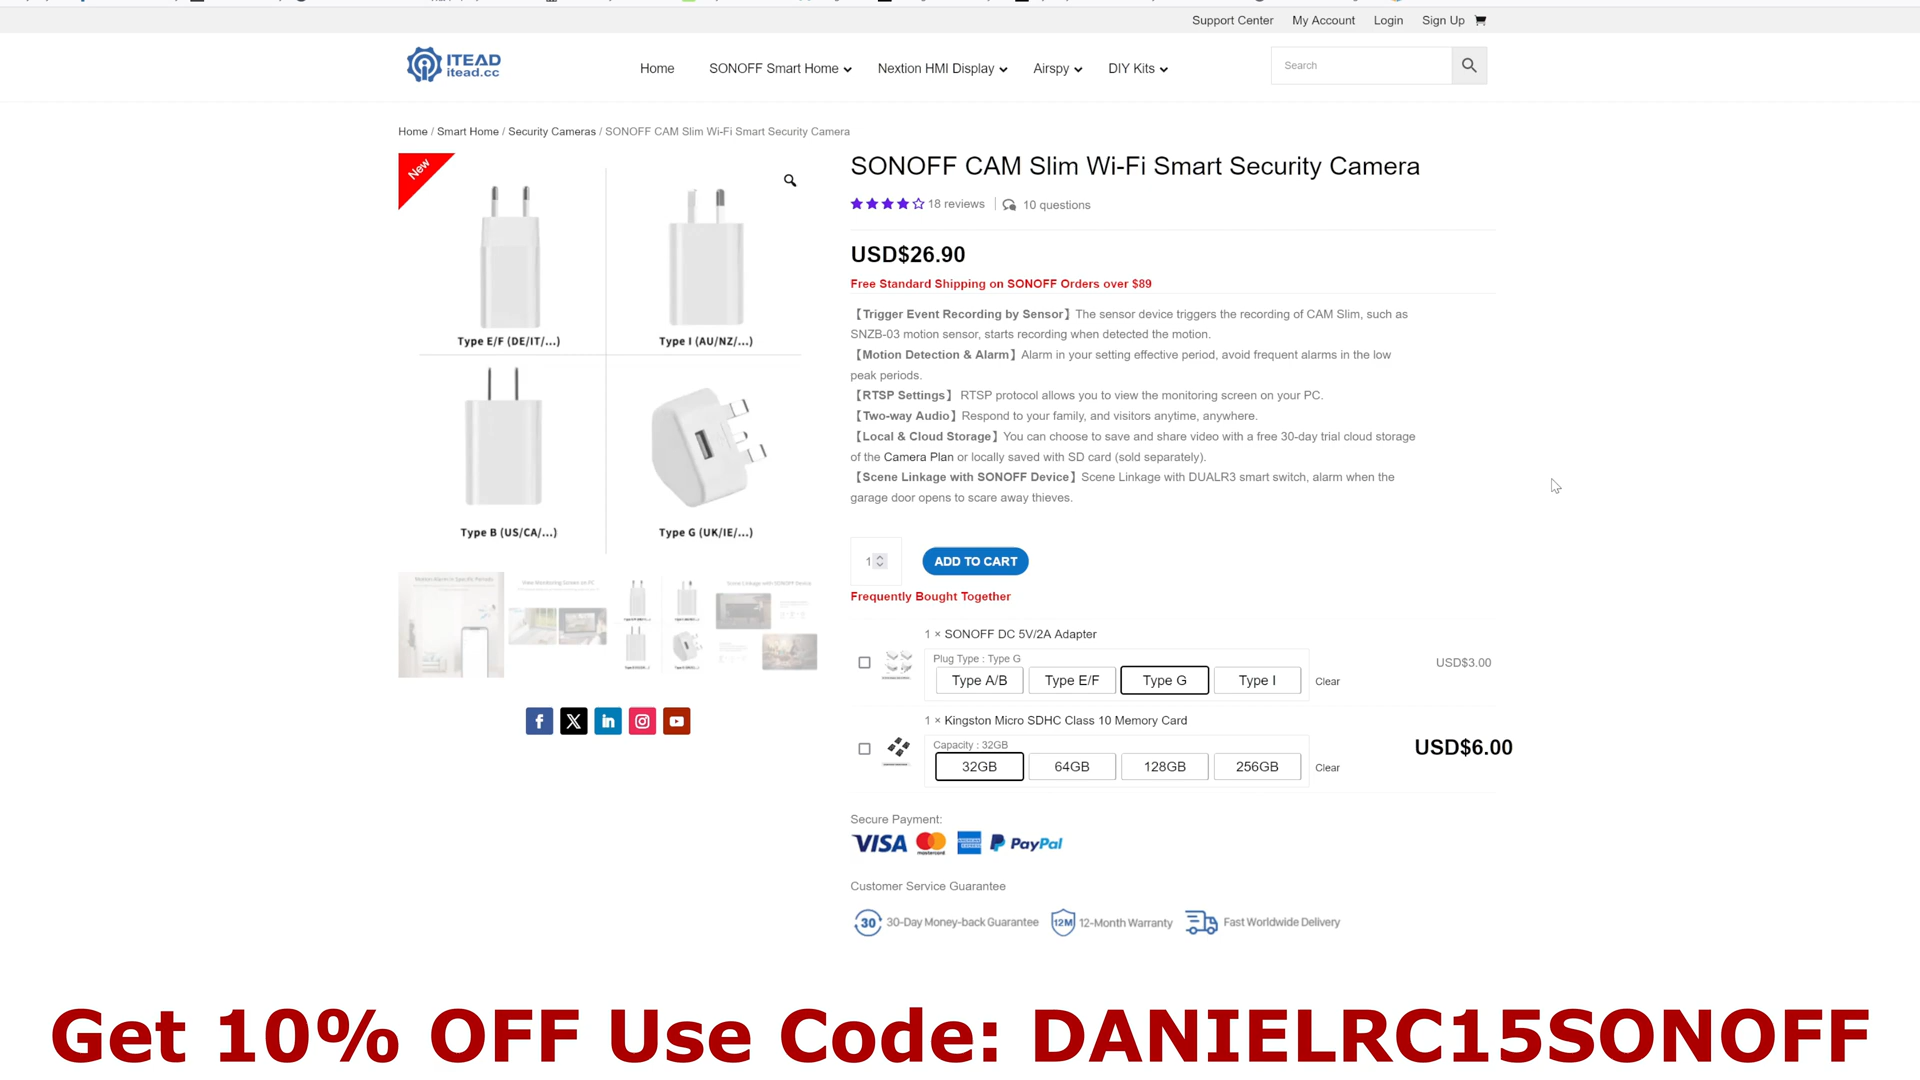 Support Center My Account Login Sign Up
ITEAD
itead.cc
Home SONOFF Smart Home Nextion HMI Display Airspy DIY Kits
Search
Home / Smart Home / Security Cameras / SONOFF CAM Slim Wi-Fi Smart Security Camera
New
Type E/F (DE/IT/...) Type I (AU/NZ/...)
Type B (US/CA/...) Type G (UK/IE/...)
SONOFF CAM Slim Wi-Fi Smart Security Camera
18 reviews 10 questions
USD$26.90
Free Standard Shipping on SONOFF Orders over $89
【Trigger Event Recording by Sensor】The sensor device triggers the recording of CAM Slim, such as
SNZB-03 motion sensor, starts recording when detected the motion.
【Motion Detection & Alarm】Alarm in your setting effective period, avoid frequent alarms in the low
peak periods.
【RTSP Settings】 RTSP protocol allows you to view the monitoring screen on your PC.
【Two-way Audio】Respond to your family, and visitors anytime, anywhere.
【Local & Cloud Storage】You can choose to save and share video with a free 30-day trial cloud storage
of the Camera Plan or locally saved with SD card (sold separately).
【Scene Linkage with SONOFF Device】Scene Linkage with DUALR3 smart switch, alarm when the
garage door opens to scare away thieves.
1 ADD TO CART
Frequently Bought Together
1 × SONOFF DC 5V/2A Adapter
Plug Type : Type G
Type A/B Type E/F Type G Type I Clear
USD$3.00
1 × Kingston Micro SDHC Class 10 Memory Card
Capacity : 32GB
32GB 64GB 128GB 256GB Clear
USD$6.00
Secure Payment:
VISA mastercard PayPal
Customer Service Guarantee
30 30-Day Money-back Guarantee 12M 12-Month Warranty Fast Worldwide Delivery
Get 10% OFF Use Code: DANIELRC15SONOFF